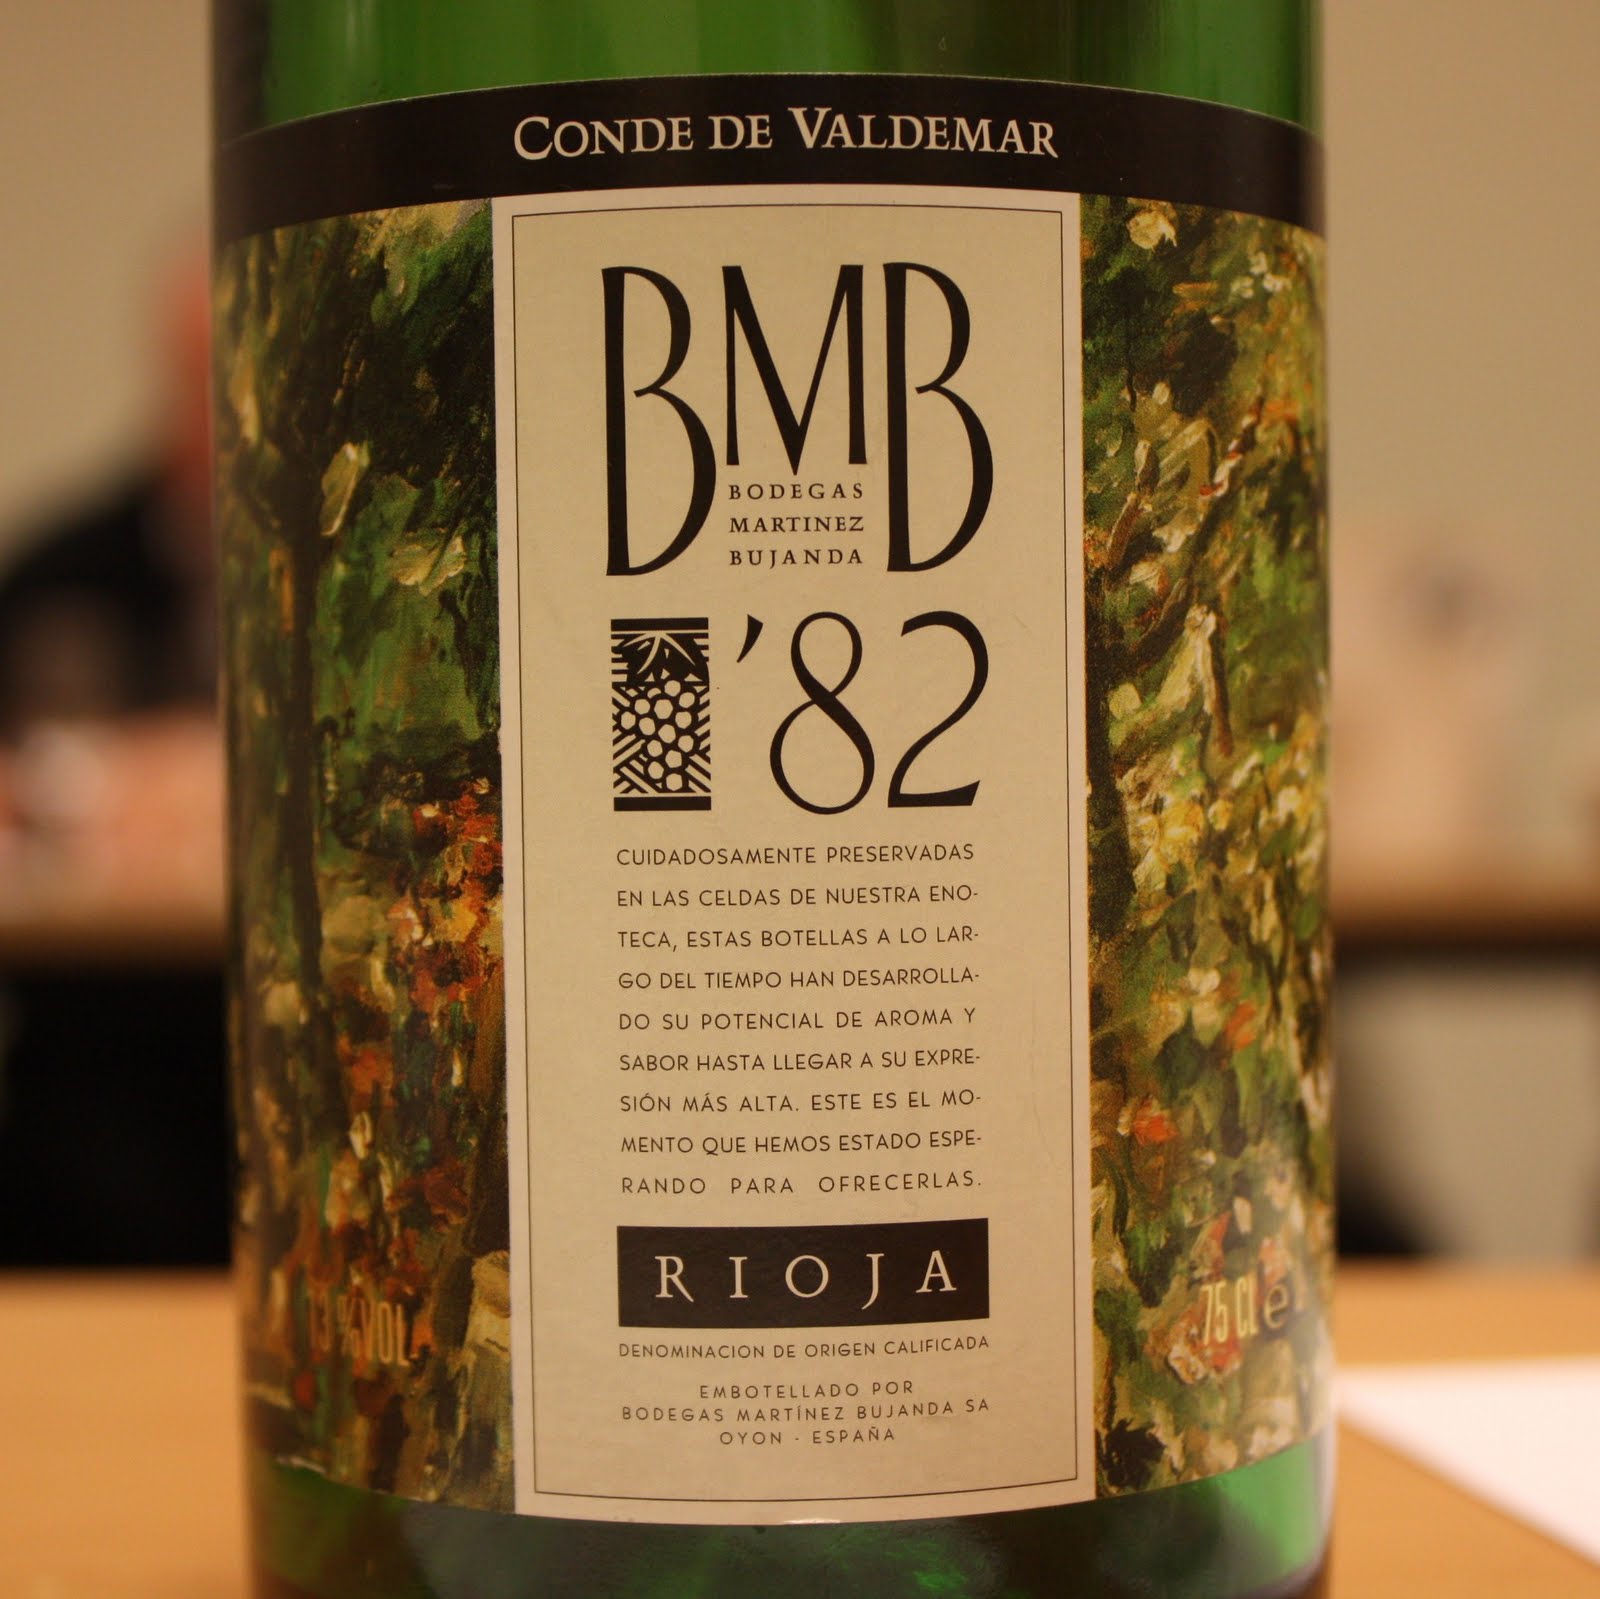 CONDE DE VALDEMAR
BMB
BODEGAS
MARTINEZ
BUJANDA
'82
CUIDADOSAMENTE PRESERVADAS
EN LAS CELDAS DE NUESTRA ENO-
TECA, ESTAS BOTELLAS A LO LAR-
GO DEL TIEMPO HAN DESARROLLA-
DO SU POTENCIAL DE AROMA Y
SABOR HASTA LLEGAR A SU EXPRE-
SIÓN MÁS ALTA. ESTE ES EL MO-
MENTO QUE HEMOS ESTADO ESPE-
RANDO PARA OFRECERLAS.
RIOJA
13 %VOL
75 CL e
DENOMINACION DE ORIGEN CALIFICADA
EMBOTELLADO POR
BODEGAS MARTÍNEZ BUJANDA SA
OYON - ESPAÑA